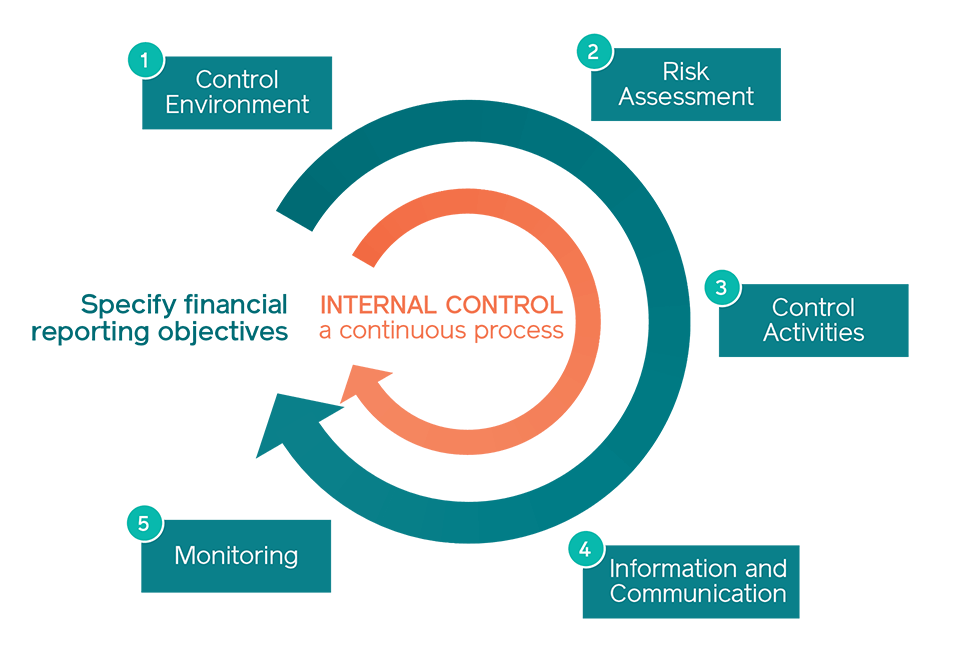 1
Control
Environment
2
Risk
Assessment
3
Control
Activities
4
Information and
Communication
5
Monitoring
Specify financial
reporting objectives
INTERNAL CONTROL
a continuous process